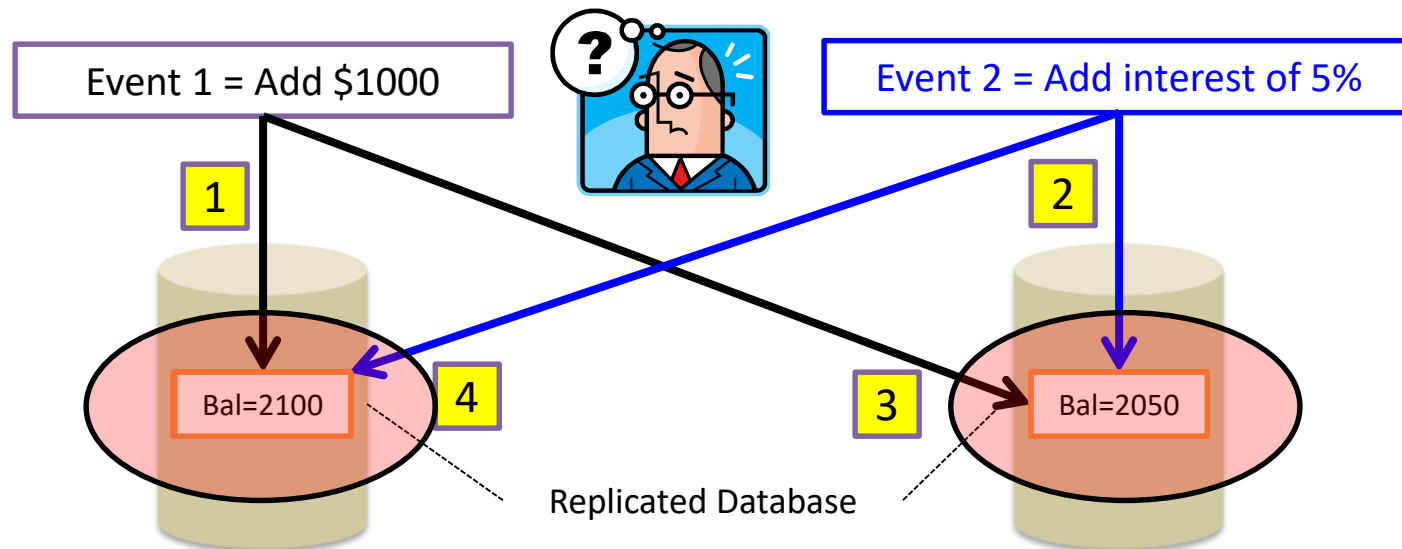 Event 1 = Add $1000
?
Event 2 = Add interest of 5%
1
2
Bal=2100
4
3
Bal=2050
Replicated Database